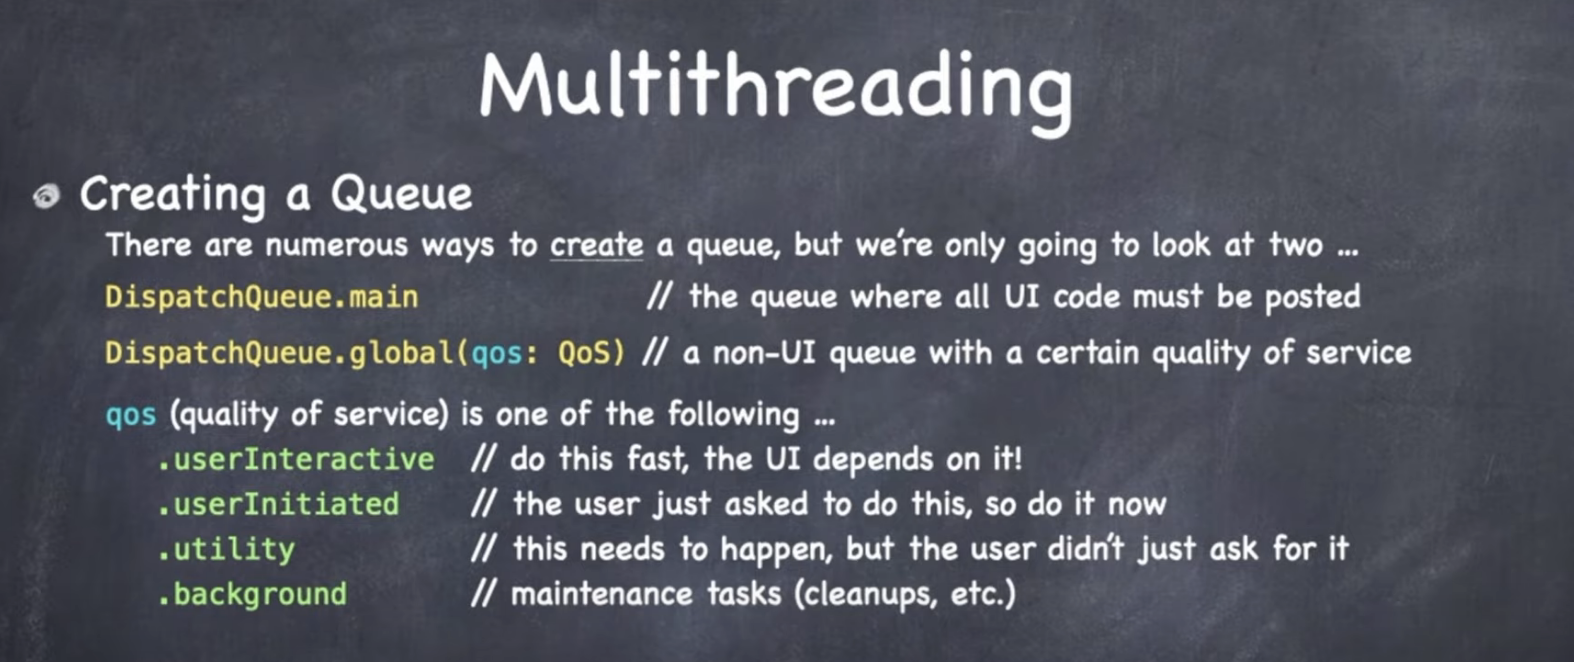 Multithreading
Creating a Queue
There are numerous ways to create a queue, but we're only going to look at two ...
DispatchQueue.main // the queue where all UI code must be posted
DispatchQueue.global(qos: QoS) // a non-UI queue with a certain quality of service
qos (quality of service) is one of the following ...
.userInteractive // do this fast, the UI depends on it!
.userInitiated // the user just asked to do this, so do it now
.utility // this needs to happen, but the user didn't just ask for it
.background // maintenance tasks (cleanups, etc.)